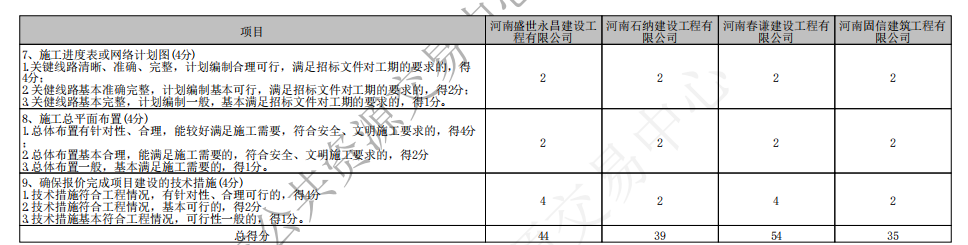 项目
河南盛世永昌建设工
程有限公司
河南石纳建设工程有
限公司
河南春谦建设工程有
限公司
河南固信建筑工程有
限公司
7、施工进度表或网络计划图(4分)
1.关键线路清晰、准确、完整，计划编制合理可行，满足招标文件对工期的要求的，得
4分；
2.关健线路基本准确完整，计划编制基本可行，满足招标文件对工期的要求的，得2分；
3.关健线路基本完整，计划编制一般，基本满足招标文件对工期的要求的，得1分。
2
2
2
2
8、施工总平面布置(4分)
1.总体布置有针对性、合理，能较好满足施工需要，符合安全、文明施工要求的，得4分
；
2.总体布置基本合理，能满足施工需要的，符合安全、文明施工要求的，得2分
3.总体布置一般，基本满足施工需要的，得1分。
2
2
2
2
9、确保报价完成项目建设的技术措施(4分)
1.技术措施符合工程情况，有针对性、合理可行的，得4分
2.技术措施符合工程情况，基本可行的，得2分
3.技术措施基本符合工程情况，可行性一般的，得1分。
4
2
4
2
总得分
44
39
54
35
公共资源交易中心
交易中心